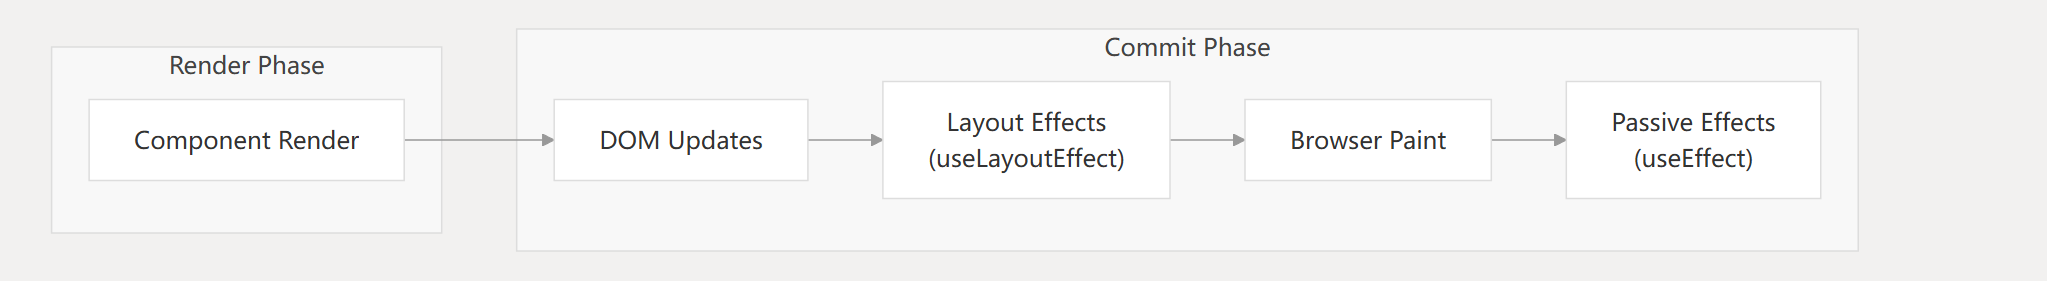 Render Phase
Component Render
Commit Phase
DOM Updates
Layout Effects
(useLayoutEffect)
Browser Paint
Passive Effects
(useEffect)